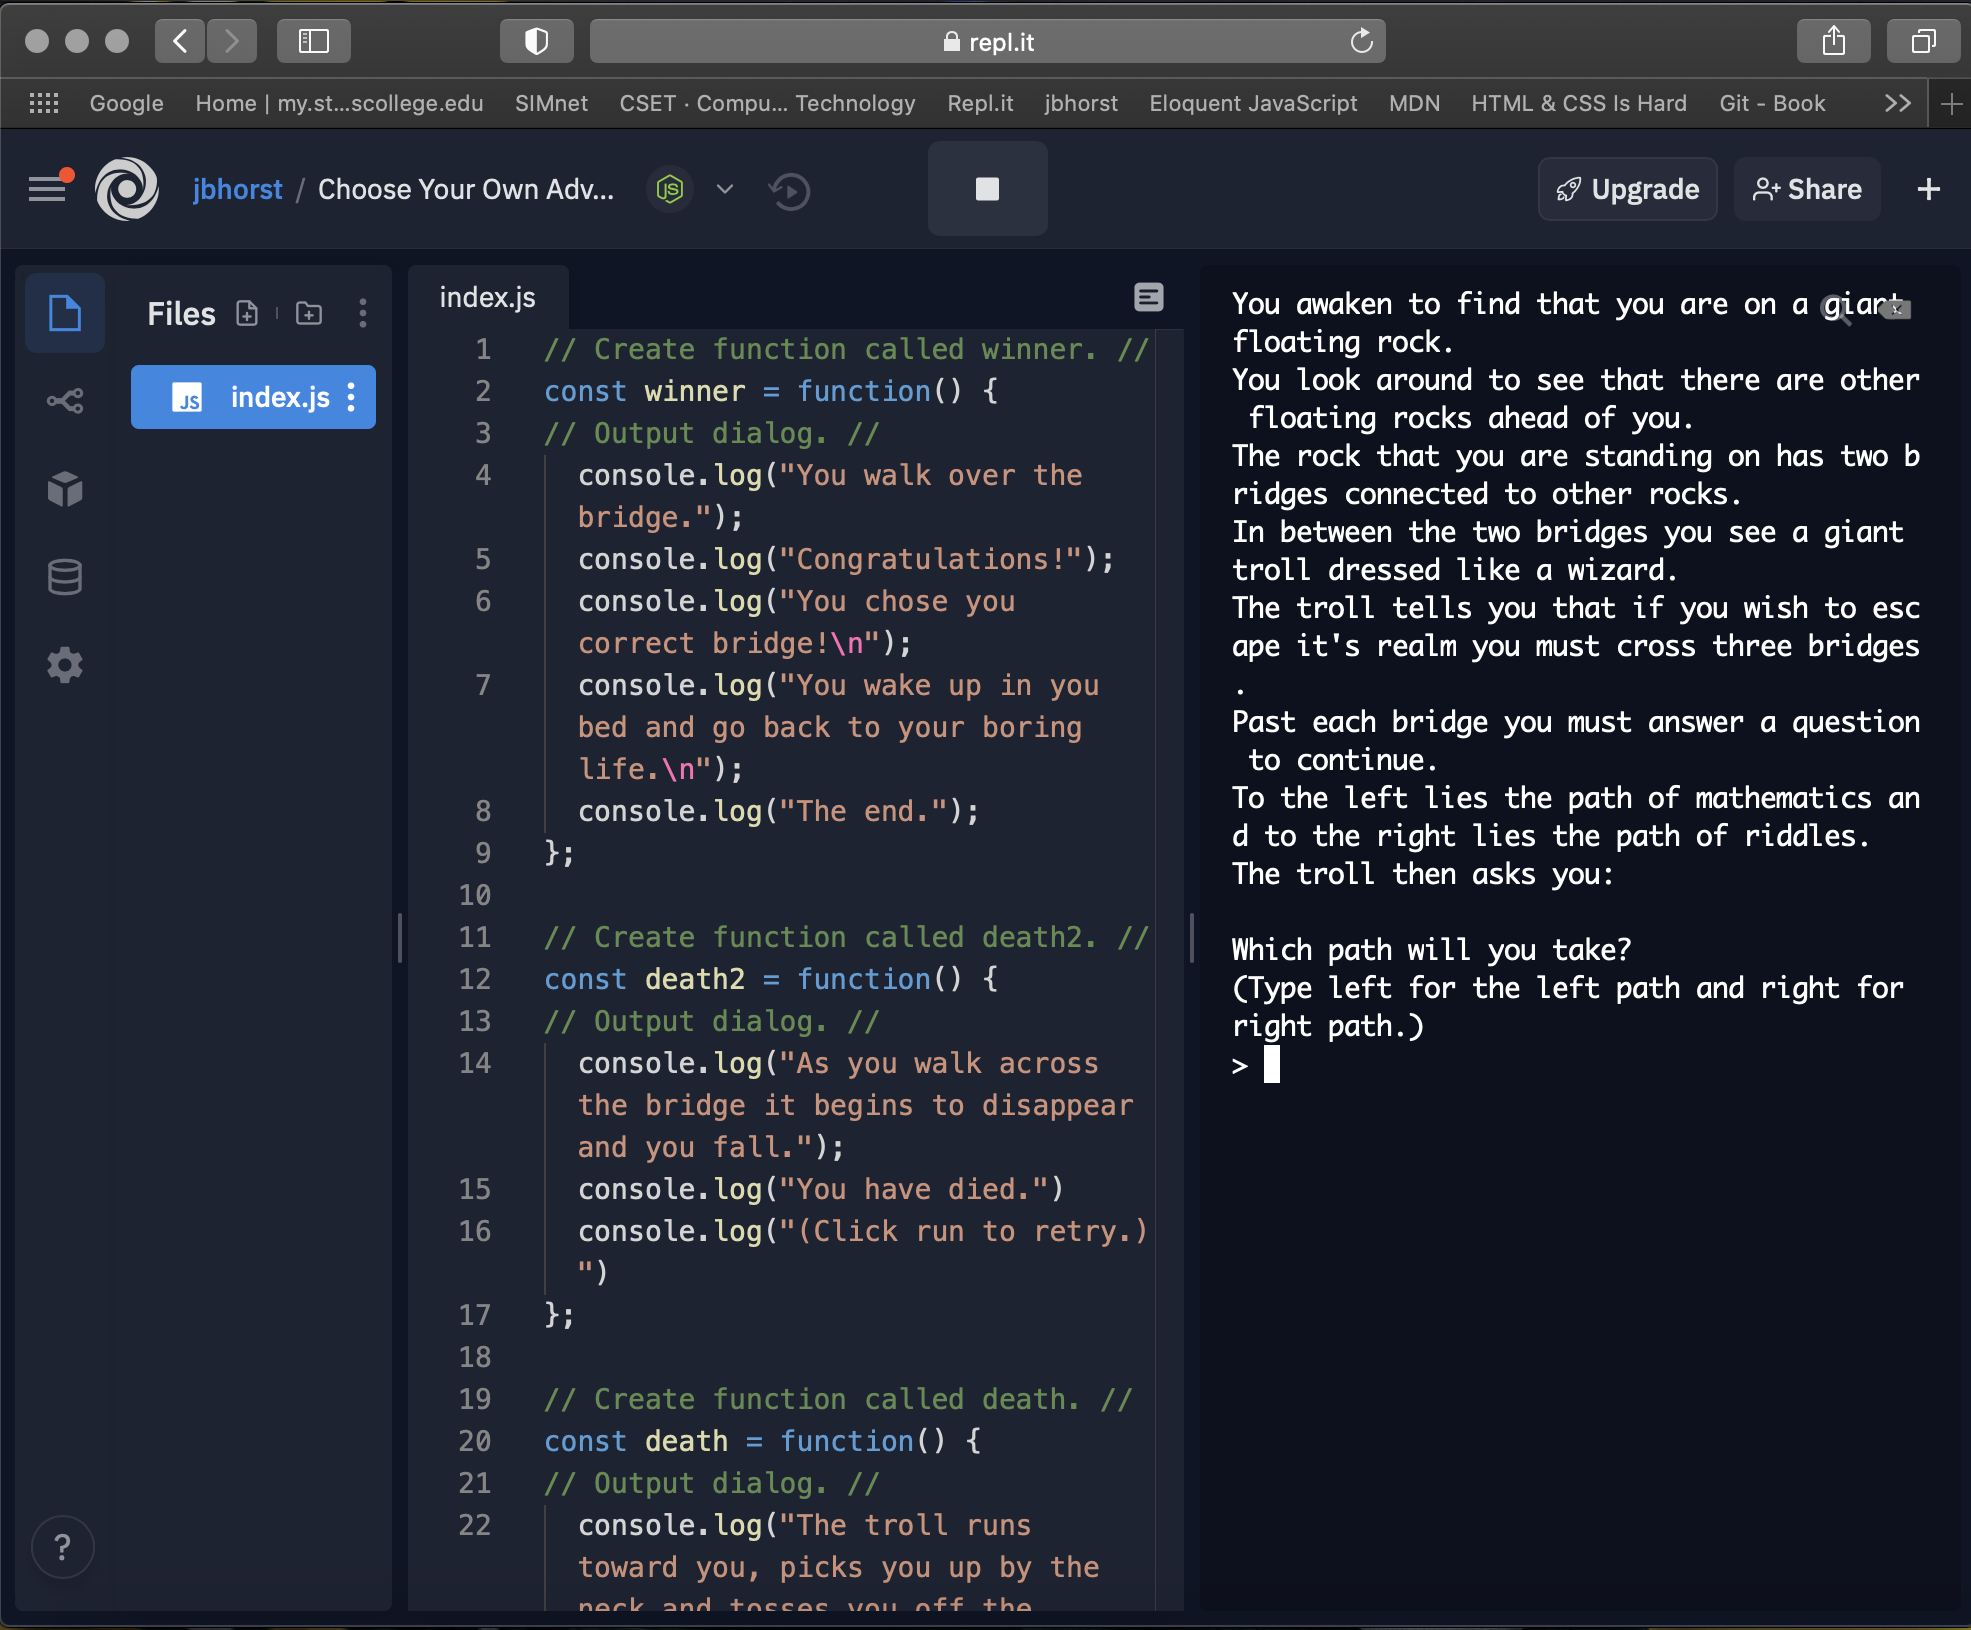 repl.it
Google Home | my.st...scollege.edu SIMnet CSET · Compu... Technology Repl.it jbhorst Eloquent JavaScript MDN HTML & CSS Is Hard Git - Book
jbhorst / Choose Your Own Adv... Upgrade Share
Files
JS index.js
index.js
1 // Create function called winner. //
2 const winner = function() {
3 // Output dialog. //
4 console.log("You walk over the
bridge.");
5 console.log("Congratulations!");
6 console.log("You chose you
correct bridge!\n");
7 console.log("You wake up in you
bed and go back to your boring
life.\n");
8 console.log("The end.");
9 };
10
11 // Create function called death2. //
12 const death2 = function() {
13 // Output dialog. //
14 console.log("As you walk across
the bridge it begins to disappear
and you fall.");
15 console.log("You have died.")
16 console.log("(Click run to retry.)
")
17 };
18
19 // Create function called death. //
20 const death = function() {
21 // Output dialog. //
22 console.log("The troll runs
toward you, picks you up by the
neck and tosses you off the
You awaken to find that you are on a giant
floating rock.
You look around to see that there are other
floating rocks ahead of you.
The rock that you are standing on has two b
ridges connected to other rocks.
In between the two bridges you see a giant
troll dressed like a wizard.
The troll tells you that if you wish to esc
ape it's realm you must cross three bridges
.
Past each bridge you must answer a question
to continue.
To the left lies the path of mathematics an
d to the right lies the path of riddles.
The troll then asks you:
Which path will you take?
(Type left for the left path and right for
right path.)
>
?